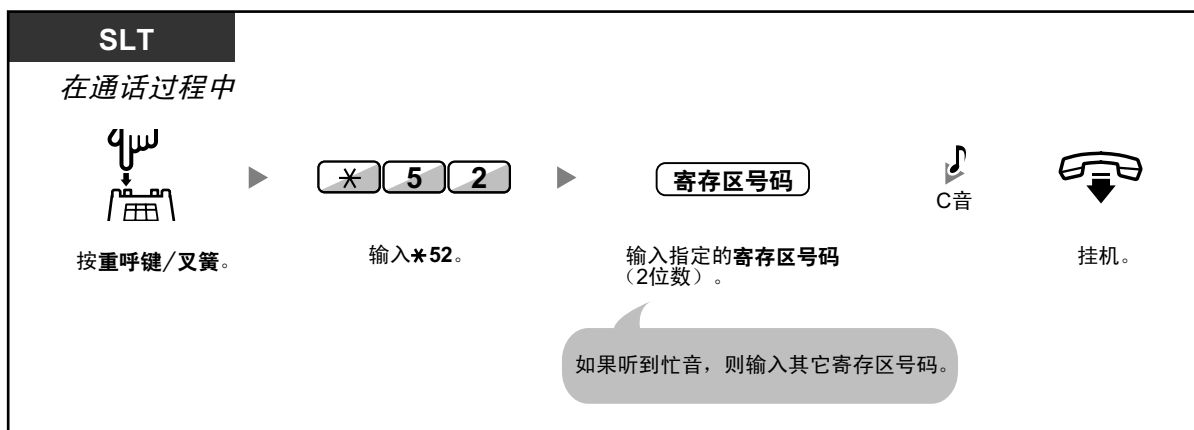 SLT
在通话过程中
* 5 2
寄存区号码
C音
按重呼键/叉簧。
输入*52。
输入指定的寄存区号码
（2位数）。
挂机。
如果听到忙音，则输入其它寄存区号码。